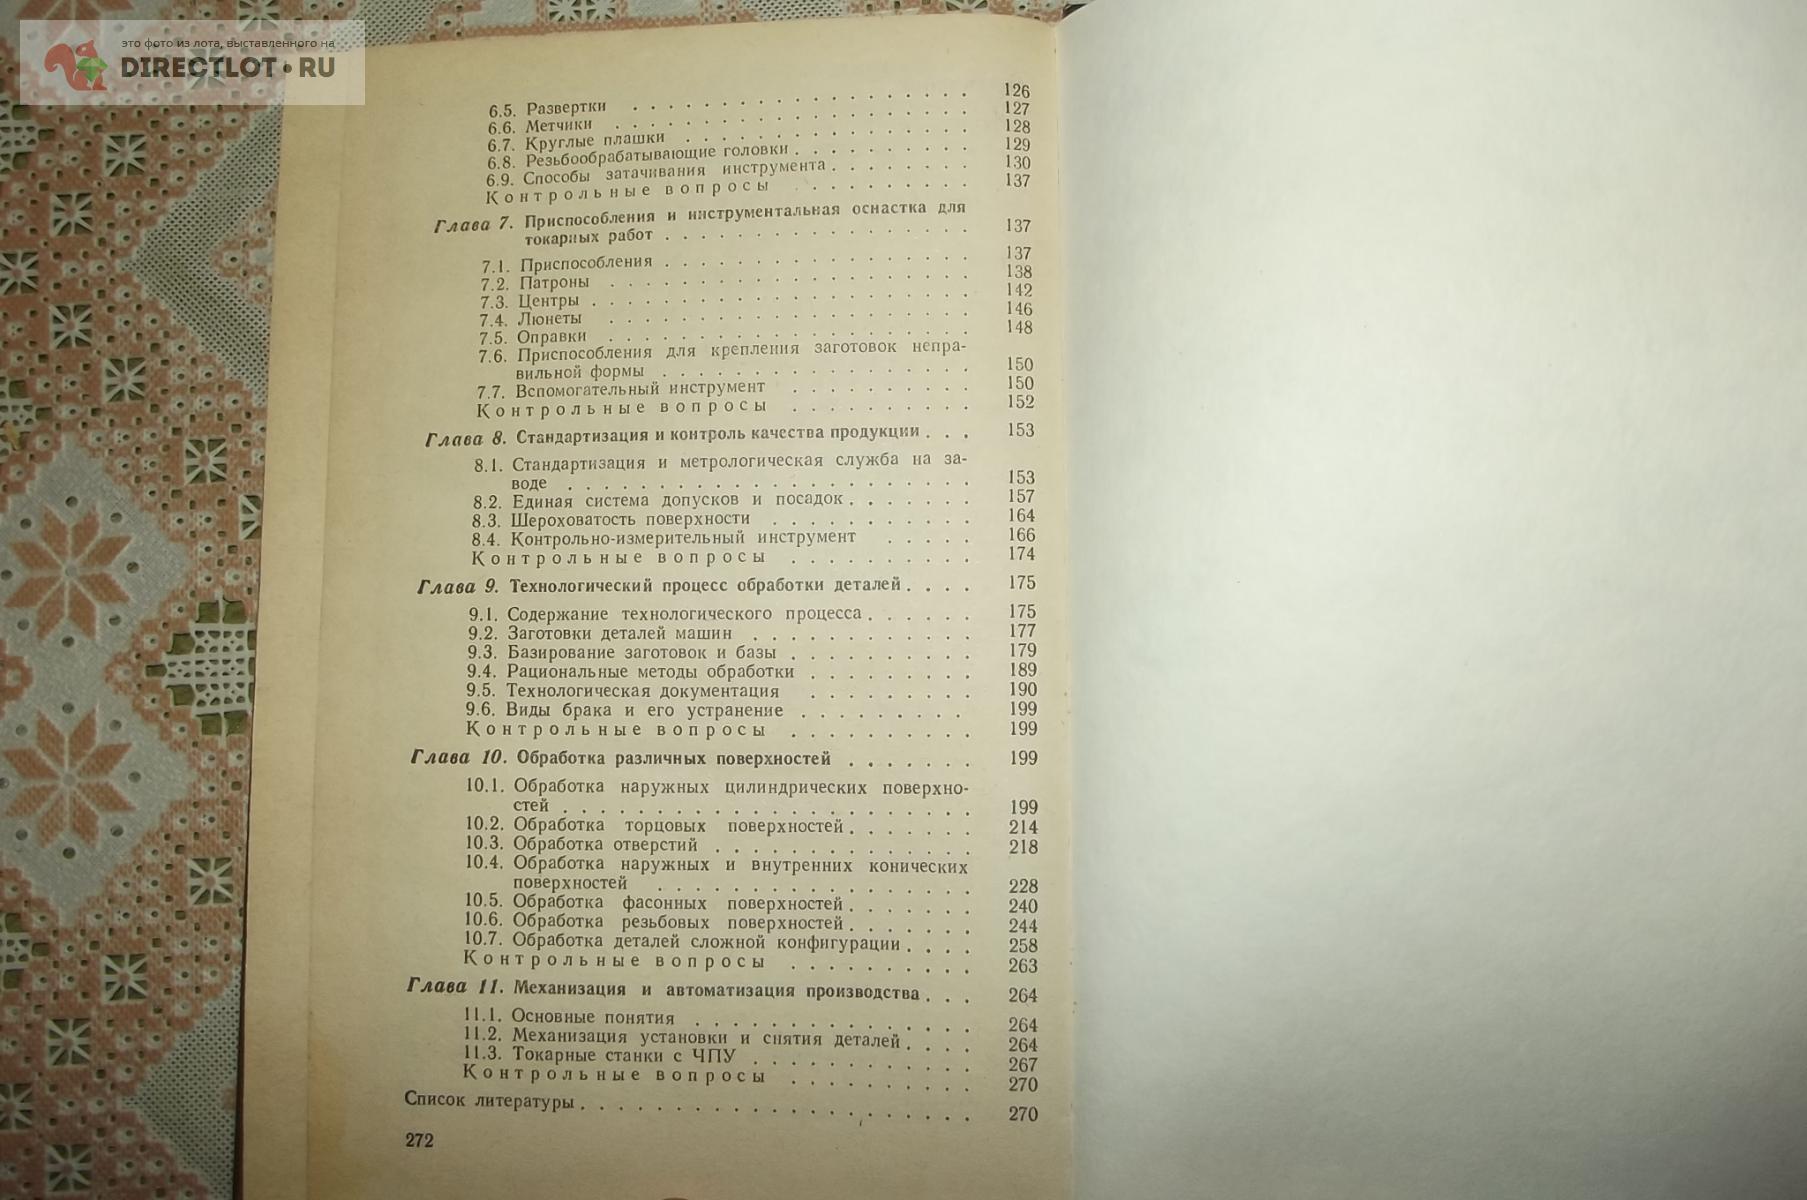 это фото из лота, выставленного на
DIRECTLOT.RU
6.5. Развертки . . . . . . . . . . . . . . . . . . . 126
6.6. Метчики . . . . . . . . . . . . . . . . . . . . 127
6.7. Круглые плашки . . . . . . . . . . . . . . . . 128
6.8. Резьбообрабатывающие головки . . . . . . . . . . 129
6.9. Способы затачивания инструмента . . . . . . . . 130
Контрольные вопросы . . . . . . . . . . 137
Глава 7. Приспособления и инструментальная оснастка для
токарных работ . . . . . . . . . . . . . . . . . 137
7.1. Приспособления . . . . . . . . . . . . . . . . . 137
7.2. Патроны . . . . . . . . . . . . . . . . . . . . 138
7.3. Центры . . . . . . . . . . . . . . . . . . . . . 142
7.4. Люнеты . . . . . . . . . . . . . . . . . . . . 146
7.5. Оправки . . . . . . . . . . . . . . . . . . . . 148
7.6. Приспособления для крепления заготовок непра-
вильной формы . . . . . . . . . . . . . . . . . 150
7.7. Вспомогательный инструмент . . . . . . . . . . 150
Контрольные вопросы . . . . . . . . . . 152
Глава 8. Стандартизация и контроль качества продукции . . . 153
8.1. Стандартизация и метрологическая служба на за-
воде . . . . . . . . . . . . . . . . . . . . . . 153
8.2. Единая система допусков и посадок . . . . . . . 157
8.3. Шероховатость поверхности . . . . . . . . . . . 164
8.4. Контрольно-измерительный инструмент . . . . . 166
Контрольные вопросы . . . . . . . . . . 174
Глава 9. Технологический процесс обработки деталей . . . . 175
9.1. Содержание технологического процесса . . . . . . 175
9.2. Заготовки деталей машин . . . . . . . . . . . . 177
9.3. Базирование заготовок и базы . . . . . . . . . . 179
9.4. Рациональные методы обработки . . . . . . . . . 189
9.5. Технологическая документация . . . . . . . . . 190
9.6. Виды брака и его устранение . . . . . . . . . 199
Контрольные вопросы . . . . . . . . . . 199
Глава 10. Обработка различных поверхностей . . . . . . . 199
10.1. Обработка наружных цилиндрических поверхно-
стей . . . . . . . . . . . . . . . . . . . . . . 199
10.2. Обработка торцовых поверхностей . . . . . . . 214
10.3. Обработка отверстий . . . . . . . . . . . . . . 218
10.4. Обработка наружных и внутренних конических
поверхностей . . . . . . . . . . . . . . . . . 228
10.5. Обработка фасонных поверхностей . . . . . . . 240
10.6. Обработка резьбовых поверхностей . . . . . . . 244
10.7. Обработка деталей сложной конфигурации . . . . 258
Контрольные вопросы . . . . . . . . . . 263
Глава 11. Механизация и автоматизация производства . . . 264
11.1. Основные понятия . . . . . . . . . . . . . . . 264
11.2. Механизация установки и снятия деталей . . . . 264
11.3. Токарные станки с ЧПУ . . . . . . . . . . . . 267
Контрольные вопросы . . . . . . . . . . 270
Список литературы . . . . . . . . . . . . . . . . . . . . . 270
272